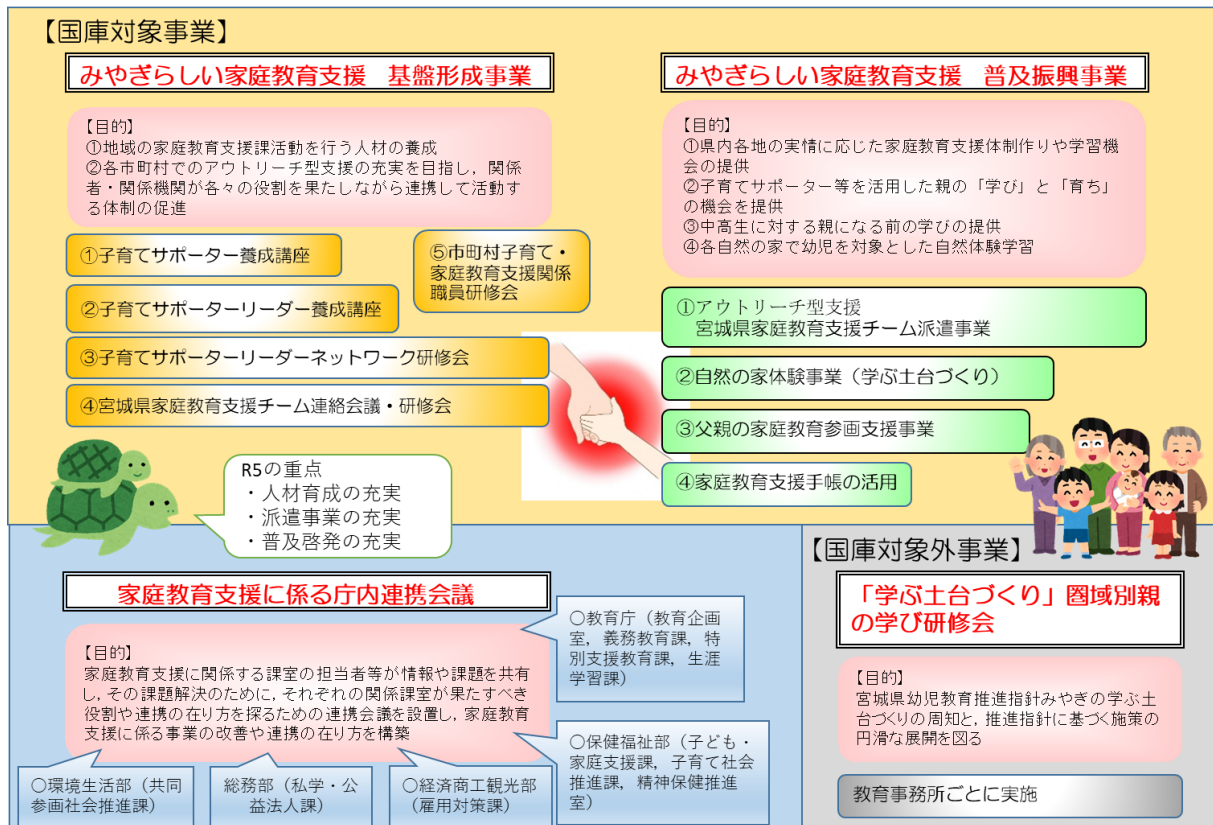 【国庫対象事業】
みやぎらしい家庭教育支援　基盤形成事業
【目的】
①地域の家庭教育支援課活動を行う人材の養成
②各市町村でのアウトリーチ型支援の充実を目指し，関係
者・関係機関が各々の役割を果たしながら連携して活動す
る体制の促進
①子育てサポーター養成講座
②子育てサポーターリーダー養成講座
③子育てサポーターリーダーネットワーク研修会
④宮城県家庭教育支援チーム連絡会議・研修会
⑤市町村子育て・
家庭教育支援関係
職員研修会
みやぎらしい家庭教育支援　普及振興事業
【目的】
①県内各地の実情に応じた家庭教育支援体制作りや学習機
会の提供
②子育てサポーター等を活用した親の「学び」と「育ち」
の機会を提供
③中高生に対する親になる前の学びの提供
④各自然の家で幼児を対象とした自然体験学習
①アウトリーチ型支援
宮城県家庭教育支援チーム派遣事業
②自然の家体験事業（学ぶ土台づくり）
③父親の家庭教育参画支援事業
④家庭教育支援手帳の活用
R5の重点
・人材育成の充実
・派遣事業の充実
・普及啓発の充実
家庭教育支援に係る庁内連携会議
【目的】
家庭教育支援に関係する課室の担当者等が情報や課題を共有
し，その課題解決のために，それぞれの関係課室が果たすべき
役割や連携の在り方を探るための連携会議を設置し，家庭教育
支援に係る事業の改善や連携の在り方を構築
○教育庁（教育企画
室，義務教育課，特
別支援教育課，生涯
学習課）
○保健福祉部（子ども・
家庭支援課，子育て社会
推進課，精神保健推進
室）
○環境生活部（共同
参画社会推進課）
総務部（私学・公
益法人課）
○経済商工観光部
（雇用対策課）
【国庫対象外事業】
「学ぶ土台づくり」圏域別親
の学び研修会
【目的】
宮城県幼児教育推進指針みやぎの学ぶ土
台づくりの周知と，推進指針に基づく施策の
円滑な展開を図る
教育事務所ごとに実施